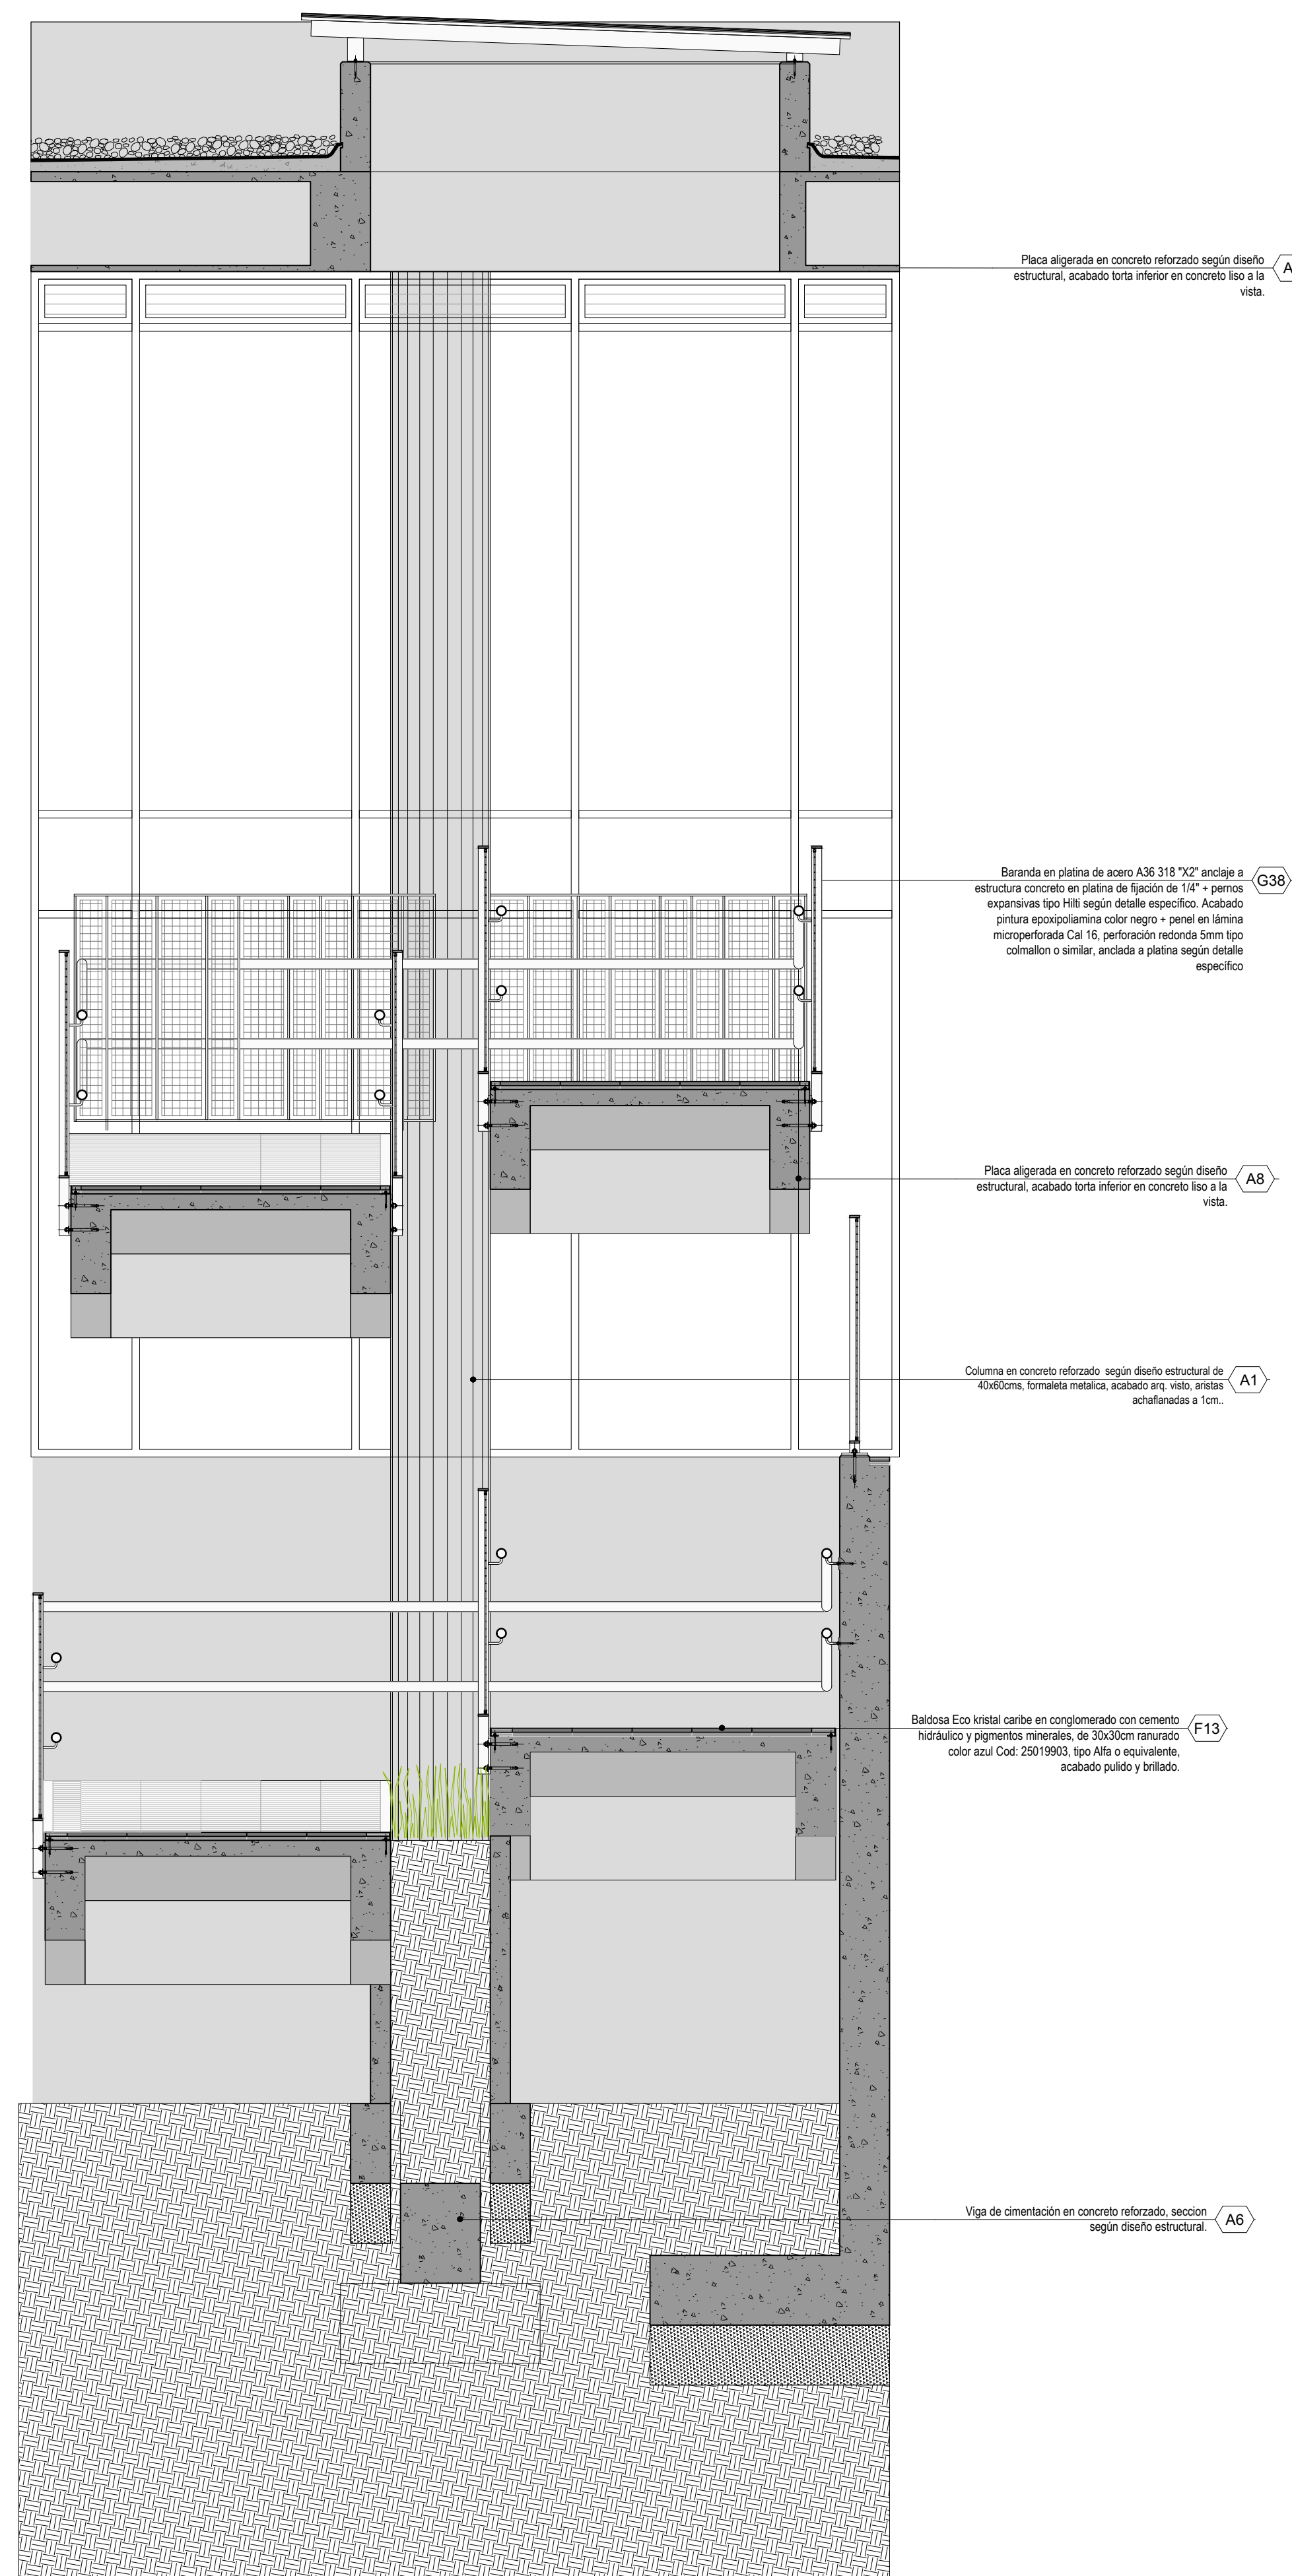 Placa aligerada en concreto reforzado según diseño
estructural, acabado torta inferior en concreto liso a la
vista.
A
Baranda en platina de acero A36 318 "X2" anclaje a
estructura concreto en platina de fijación de 1/4" + pernos
expansivas tipo Hilti según detalle específico. Acabado
pintura epoxipoliamina color negro + penel en lámina
microperforada Cal 16, perforación redonda 5mm tipo
colmallon o similar, anclada a platina según detalle
específico
G38
Placa aligerada en concreto reforzado según diseño
estructural, acabado torta inferior en concreto liso a la
vista.
A8
Columna en concreto reforzado según diseño estructural de
40x60cms, formaleta metalica, acabado arq. visto, aristas
achaflanadas a 1cm..
A1
Baldosa Eco kristal caribe en conglomerado con cemento
hidráulico y pigmentos minerales, de 30x30cm ranurado
color azul Cod: 25019903, tipo Alfa o equivalente,
acabado pulido y brillado.
F13
Viga de cimentación en concreto reforzado, seccion
según diseño estructural.
A6